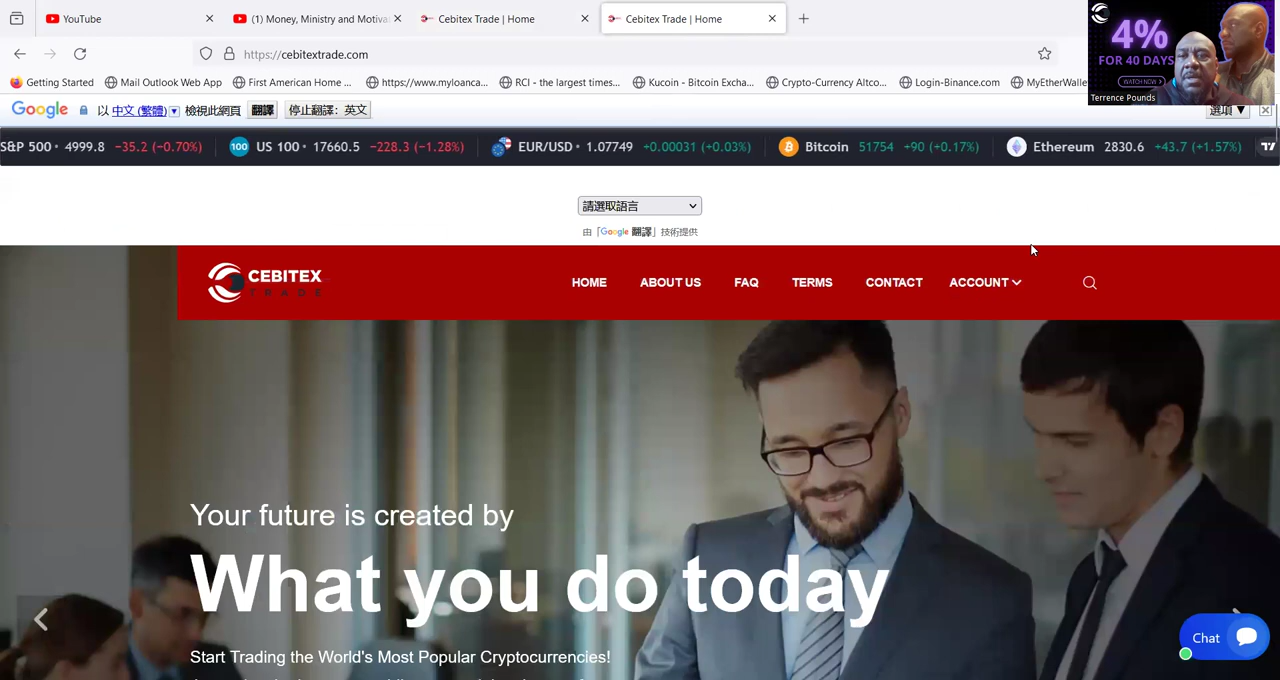 YouTube
(1) Money, Ministry and Motiva
Cebitex Trade | Home
Cebitex Trade | Home
https://cebitextrade.com
Getting Started
Mail Outlook Web App
First American Home ...
https://www.myloanca...
RCI - the largest times...
Kucoin - Bitcoin Excha...
Crypto-Currency Altco...
Login-Binance.com
MyEtherWalle
4%
FOR 40 DAYS
WATCH NOW >
Terrence Pounds
Google 以 中文 (繁體) 檢視此網頁 翻譯 停止翻譯：英文 選項▼
S&P 500 • 4999.8 −35.2 (−0.70%) 100 US 100 • 17660.5 −228.3 (−1.28%) EUR/USD • 1.07749 +0.00031 (+0.03%) Bitcoin 51754 +90 (+0.17%) Ethereum 2830.6 +43.7 (+1.57%)
請選取語言
由「Google 翻譯」技術提供
CEBITEX
TRADE
HOME ABOUT US FAQ TERMS CONTACT ACCOUNT
Your future is created by
What you do today
Start Trading the World's Most Popular Cryptocurrencies!
Chat